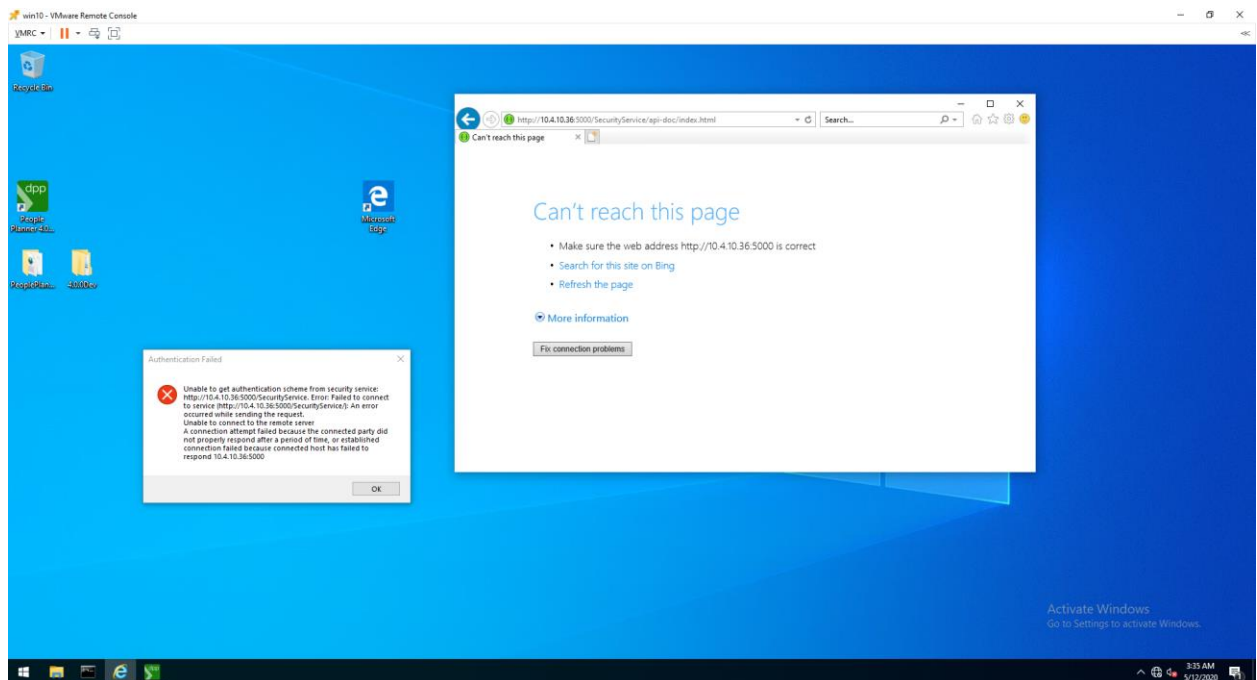 win10 - VMware Remote Console
VMRC
Recycle Bin
http://10.4.10.36:5000/SecurityService/api-doc/index.html
Search...
Can't reach this page
Can't reach this page
• Make sure the web address http://10.4.10.36:5000 is correct
• Search for this site on Bing
• Refresh the page
More information
Fix connection problems
dpp
People
Planner 4.0...
Microsoft
Edge
PeoplePlan...
4.0.0Dev
Authentication Failed
Unable to get authentication scheme from security service:
http://10.4.10.36:5000/SecurityService. Error: Failed to connect
to service (http://10.4.10.36:5000/SecurityService/): An error
occurred while sending the request.
Unable to connect to the remote server
A connection attempt failed because the connected party did
not properly respond after a period of time, or established
connection failed because connected host has failed to
respond 10.4.10.36:5000
OK
Activate Windows
Go to Settings to activate Windows.
3:35 AM
5/12/2020